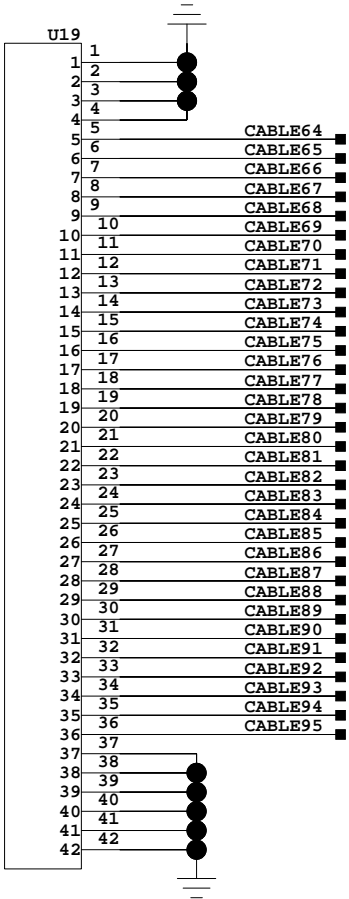 U19
1 1
2 2
3 3
4 4
5 5 CABLE64
6 6 CABLE65
7 7 CABLE66
8 8 CABLE67
9 9 CABLE68
10 10 CABLE69
11 11 CABLE70
12 12 CABLE71
13 13 CABLE72
14 14 CABLE73
15 15 CABLE74
16 16 CABLE75
17 17 CABLE76
18 18 CABLE77
19 19 CABLE78
20 20 CABLE79
21 21 CABLE80
22 22 CABLE81
23 23 CABLE82
24 24 CABLE83
25 25 CABLE84
26 26 CABLE85
27 27 CABLE86
28 28 CABLE87
29 29 CABLE88
30 30 CABLE89
31 31 CABLE90
32 32 CABLE91
33 33 CABLE92
34 34 CABLE93
35 35 CABLE94
36 36 CABLE95
37 37
38 38
39 39
40 40
41 41
42 42